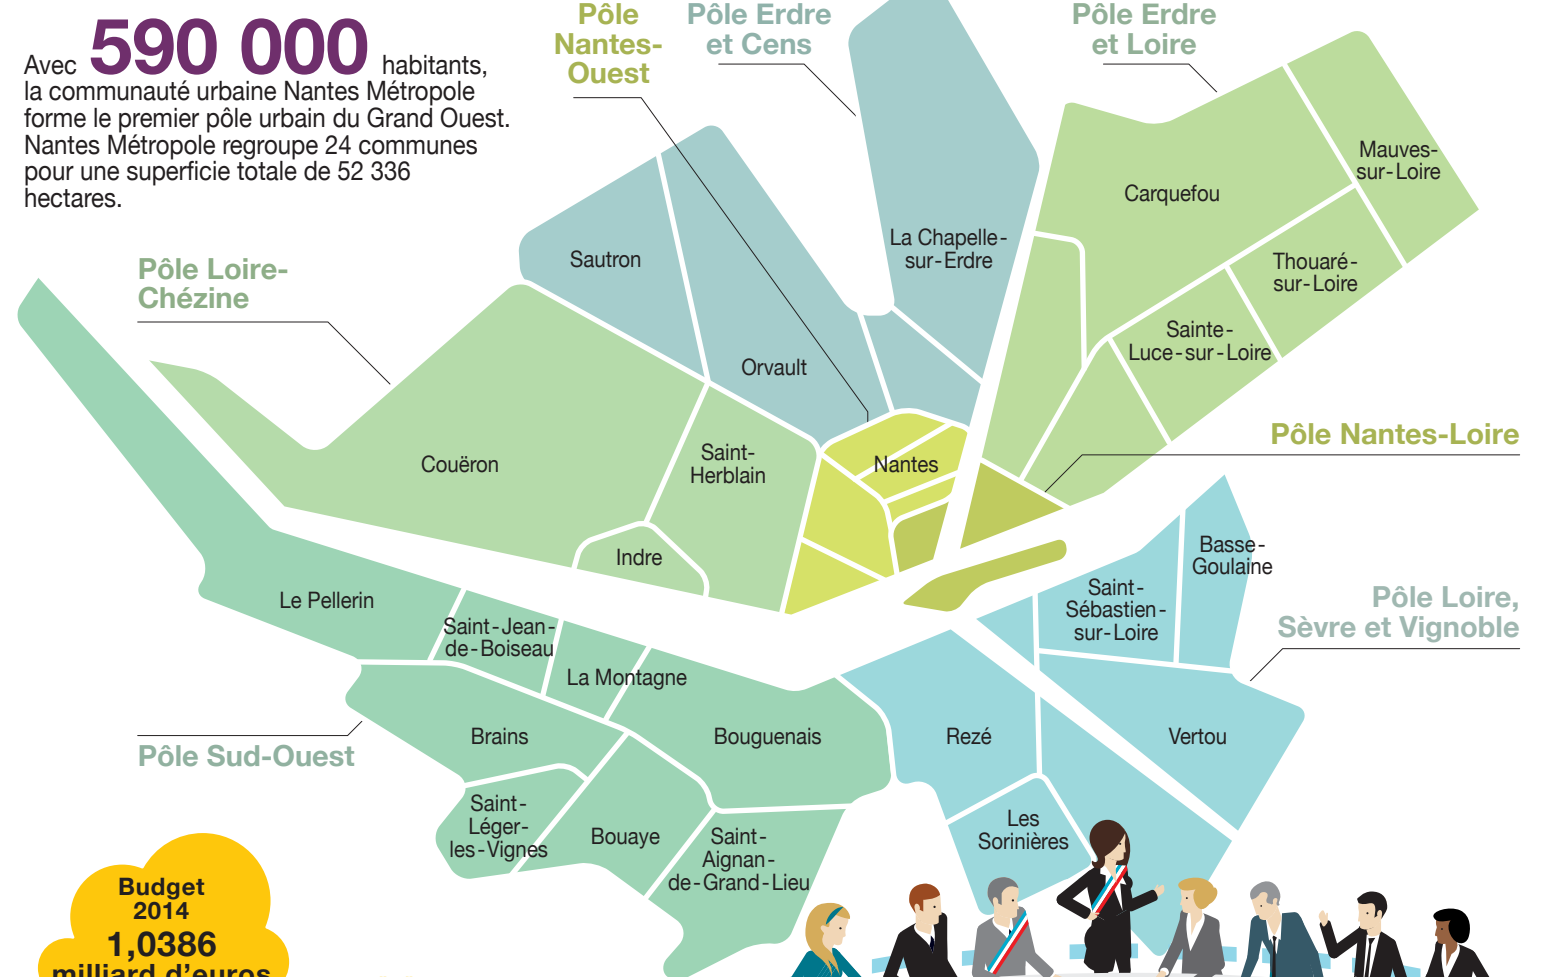 Avec 590 000 habitants,
la communauté urbaine Nantes Métropole
forme le premier pôle urbain du Grand Ouest.
Nantes Métropole regroupe 24 communes
pour une superficie totale de 52 336
hectares.
Pôle
Nantes-
Ouest
Pôle Erdre
et Cens
Pôle Erdre
et Loire
Mauves-
sur-Loire
Carquefou
La Chapelle-
sur-Erdre
Sautron
Thouaré-
sur-Loire
Pôle Loire-
Chézine
Sainte-
Luce-sur-Loire
Orvault
Pôle Nantes-Loire
Couëron
Saint-
Herblain
Nantes
Indre
Basse-
Goulaine
Saint-
Sébastien-
sur-Loire
Pôle Loire,
Sèvre et Vignoble
Le Pellerin
Saint-Jean-
de-Boiseau
La Montagne
Brains
Bouguenais
Rezé
Vertou
Pôle Sud-Ouest
Saint-
Léger-
les-Vignes
Bouaye
Saint-
Aignan-
de-Grand-Lieu
Les
Sorinières
Budget
2014
1,0386
milliard d'euros